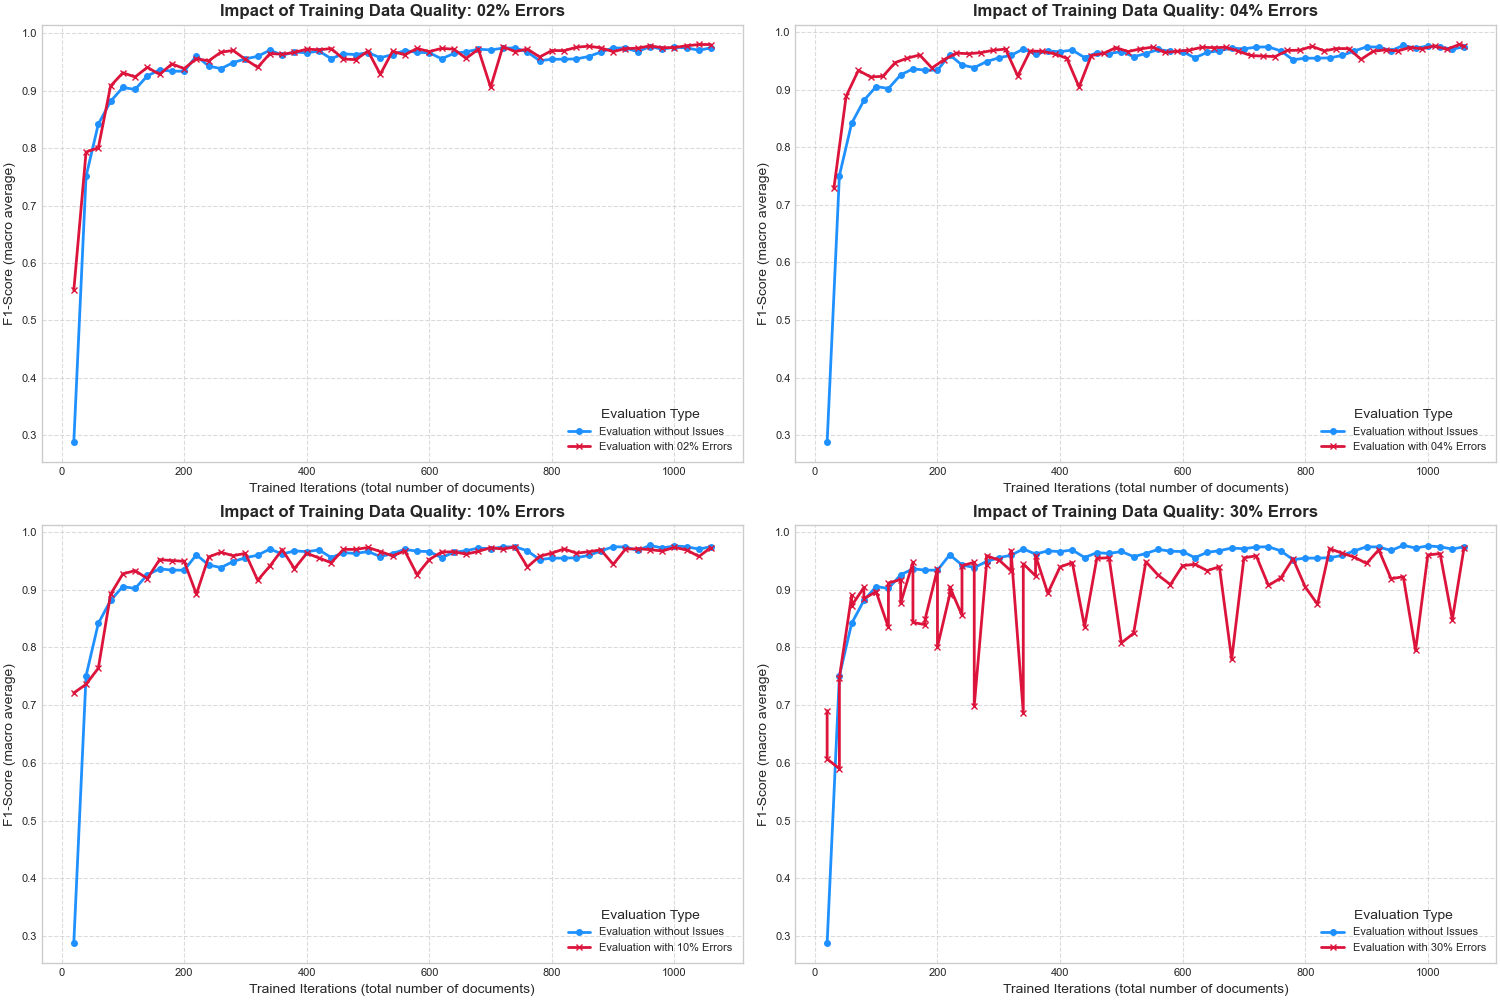 Impact of Training Data Quality: 02% Errors
F1-Score (macro average)
1.0
0.9
0.8
0.7
0.6
0.5
0.4
0.3
Evaluation Type
Evaluation without Issues
Evaluation with 02% Errors
0 200 400 600 800 1000
Trained Iterations (total number of documents)
Impact of Training Data Quality: 04% Errors
F1-Score (macro average)
1.0
0.9
0.8
0.7
0.6
0.5
0.4
0.3
Evaluation Type
Evaluation without Issues
Evaluation with 04% Errors
0 200 400 600 800 1000
Trained Iterations (total number of documents)
Impact of Training Data Quality: 10% Errors
F1-Score (macro average)
1.0
0.9
0.8
0.7
0.6
0.5
0.4
0.3
Evaluation Type
Evaluation without Issues
Evaluation with 10% Errors
0 200 400 600 800 1000
Trained Iterations (total number of documents)
Impact of Training Data Quality: 30% Errors
F1-Score (macro average)
1.0
0.9
0.8
0.7
0.6
0.5
0.4
0.3
Evaluation Type
Evaluation without Issues
Evaluation with 30% Errors
0 200 400 600 800 1000
Trained Iterations (total number of documents)